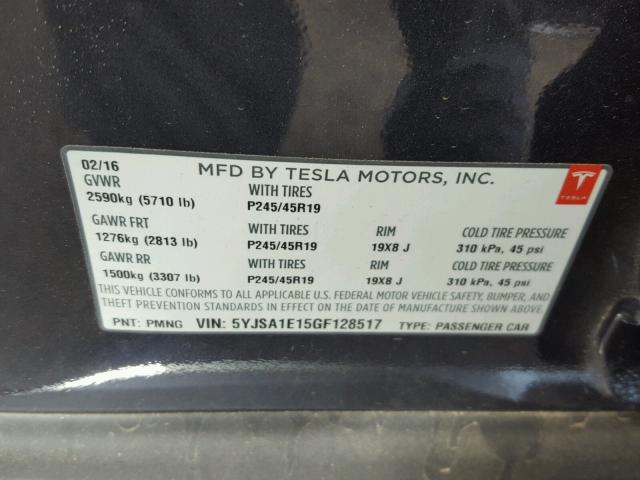 02/16 MFD BY TESLA MOTORS, INC.
GVWR WITH TIRES
2590kg (5710 lb) P245/45R19
TESLA
GAWR FRT WITH TIRES RIM COLD TIRE PRESSURE
1276kg (2813 lb) P245/45R19 19X8 J 310 kPa, 45 psi
GAWR RR WITH TIRES RIM COLD TIRE PRESSURE
1500kg (3307 lb) P245/45R19 19X8 J 310 kPa, 45 psi
THIS VEHICLE CONFORMS TO ALL APPLICABLE U.S. FEDERAL MOTOR VEHICLE SAFETY, BUMPER, AND
THEFT PREVENTION STANDARDS IN EFFECT ON THE DATE OF MANUFACTURE SHOWN ABOVE.
PNT: PMNG VIN: 5YJSA1E15GF128517 TYPE: PASSENGER CAR